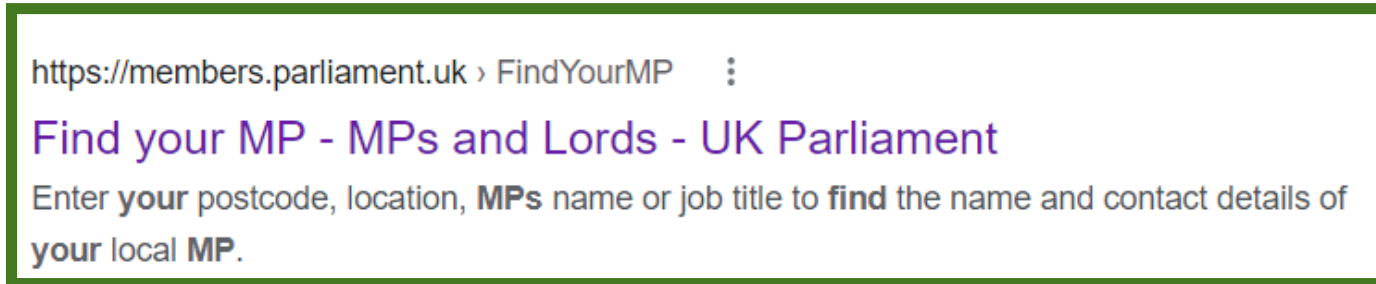 https://members.parliament.uk › FindYourMP
Find your MP - MPs and Lords - UK Parliament
Enter your postcode, location, MPs name or job title to find the name and contact details of
your local MP.